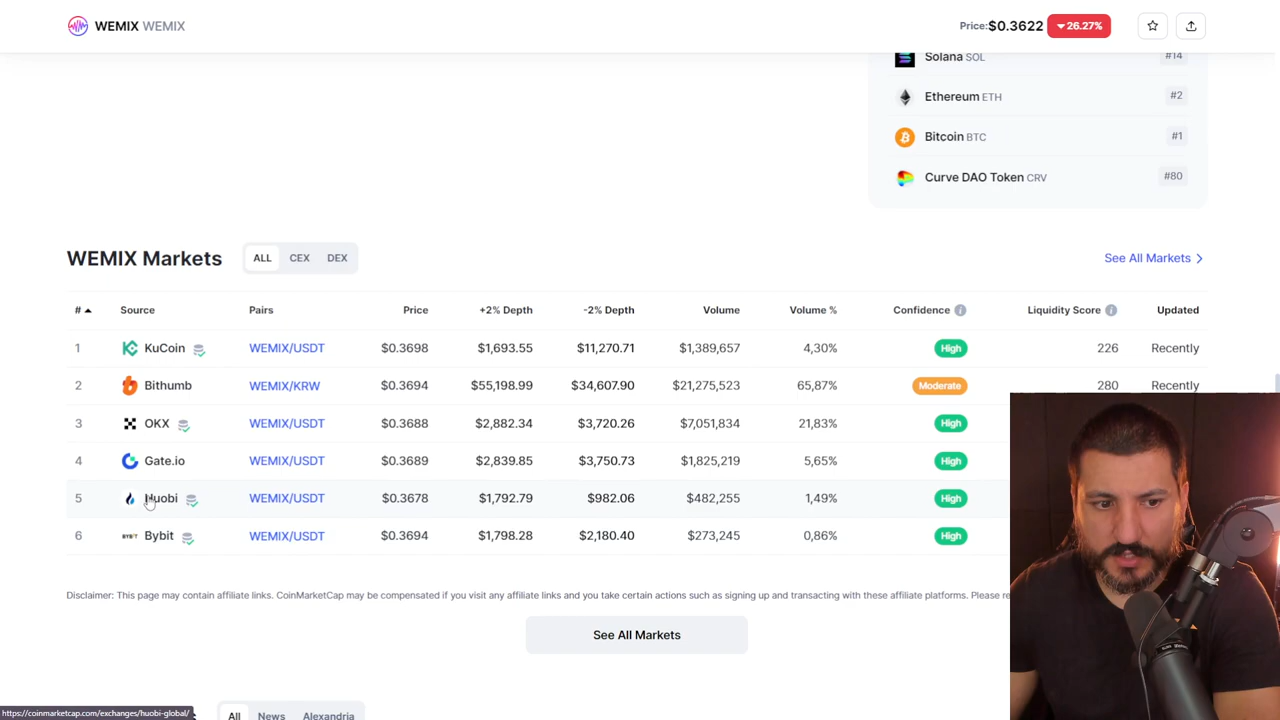 WEMIX WEMIX
Price:$0.3622 26.27%
Solana SOL #14
Ethereum ETH #2
Bitcoin BTC #1
Curve DAO Token CRV #80
WEMIX Markets ALL CEX DEX See All Markets
# Source Pairs Price +2% Depth -2% Depth Volume Volume % Confidence Liquidity Score Updated
1 KuCoin WEMIX/USDT $0.3698 $1,693.55 $11,270.71 $1,389,657 4,30% High 226 Recently
2 Bithumb WEMIX/KRW $0.3694 $55,198.99 $34,607.90 $21,275,523 65,87% Moderate 280 Recently
3 OKX WEMIX/USDT $0.3688 $2,882.34 $3,720.26 $7,051,834 21,83% High
4 Gate.io WEMIX/USDT $0.3689 $2,839.85 $3,750.73 $1,825,219 5,65% High
5 Huobi WEMIX/USDT $0.3678 $1,792.79 $982.06 $482,255 1,49% High
6 Bybit WEMIX/USDT $0.3694 $1,798.28 $2,180.40 $273,245 0,86% High
Disclaimer: This page may contain affiliate links. CoinMarketCap may be compensated if you visit any affiliate links and you take certain actions such as signing up and transacting with these affiliate platforms. Please re
See All Markets
All News Alexandria
https://coinmarketcap.com/exchanges/huobi-global/